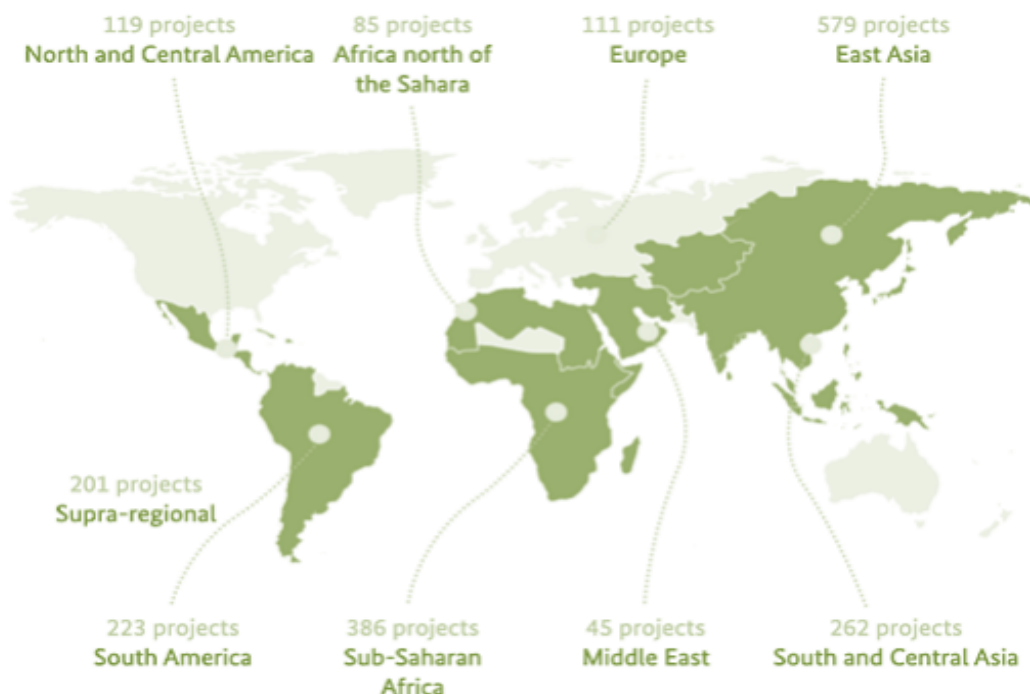 119 projects
North and Central America
85 projects
Africa north of
the Sahara
111 projects
Europe
579 projects
East Asia
201 projects
Supra-regional
223 projects
South America
386 projects
Sub-Saharan
Africa
45 projects
Middle East
262 projects
South and Central Asia